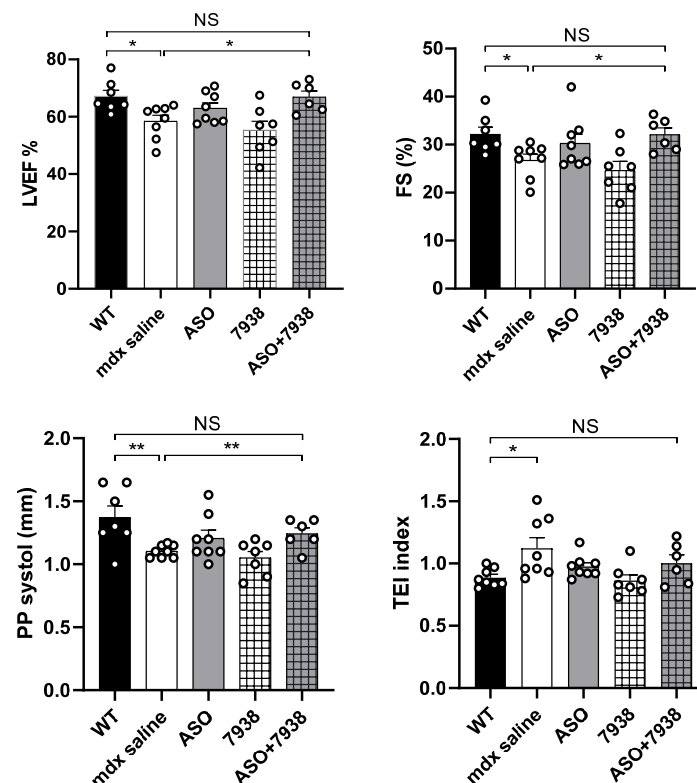 NS
*
*
80
60
40
20
0
LVEF %
WT
mdx saline
ASO
7938
ASO+7938
NS
*
*
50
40
30
20
10
0
FS (%)
WT
mdx saline
ASO
7938
ASO+7938
NS
**
**
2.0
1.5
1.0
0.5
0.0
PP systol (mm)
WT
mdx saline
ASO
7938
ASO+7938
NS
*
2.0
1.5
1.0
0.5
0.0
TEI index
WT
mdx saline
ASO
7938
ASO+7938